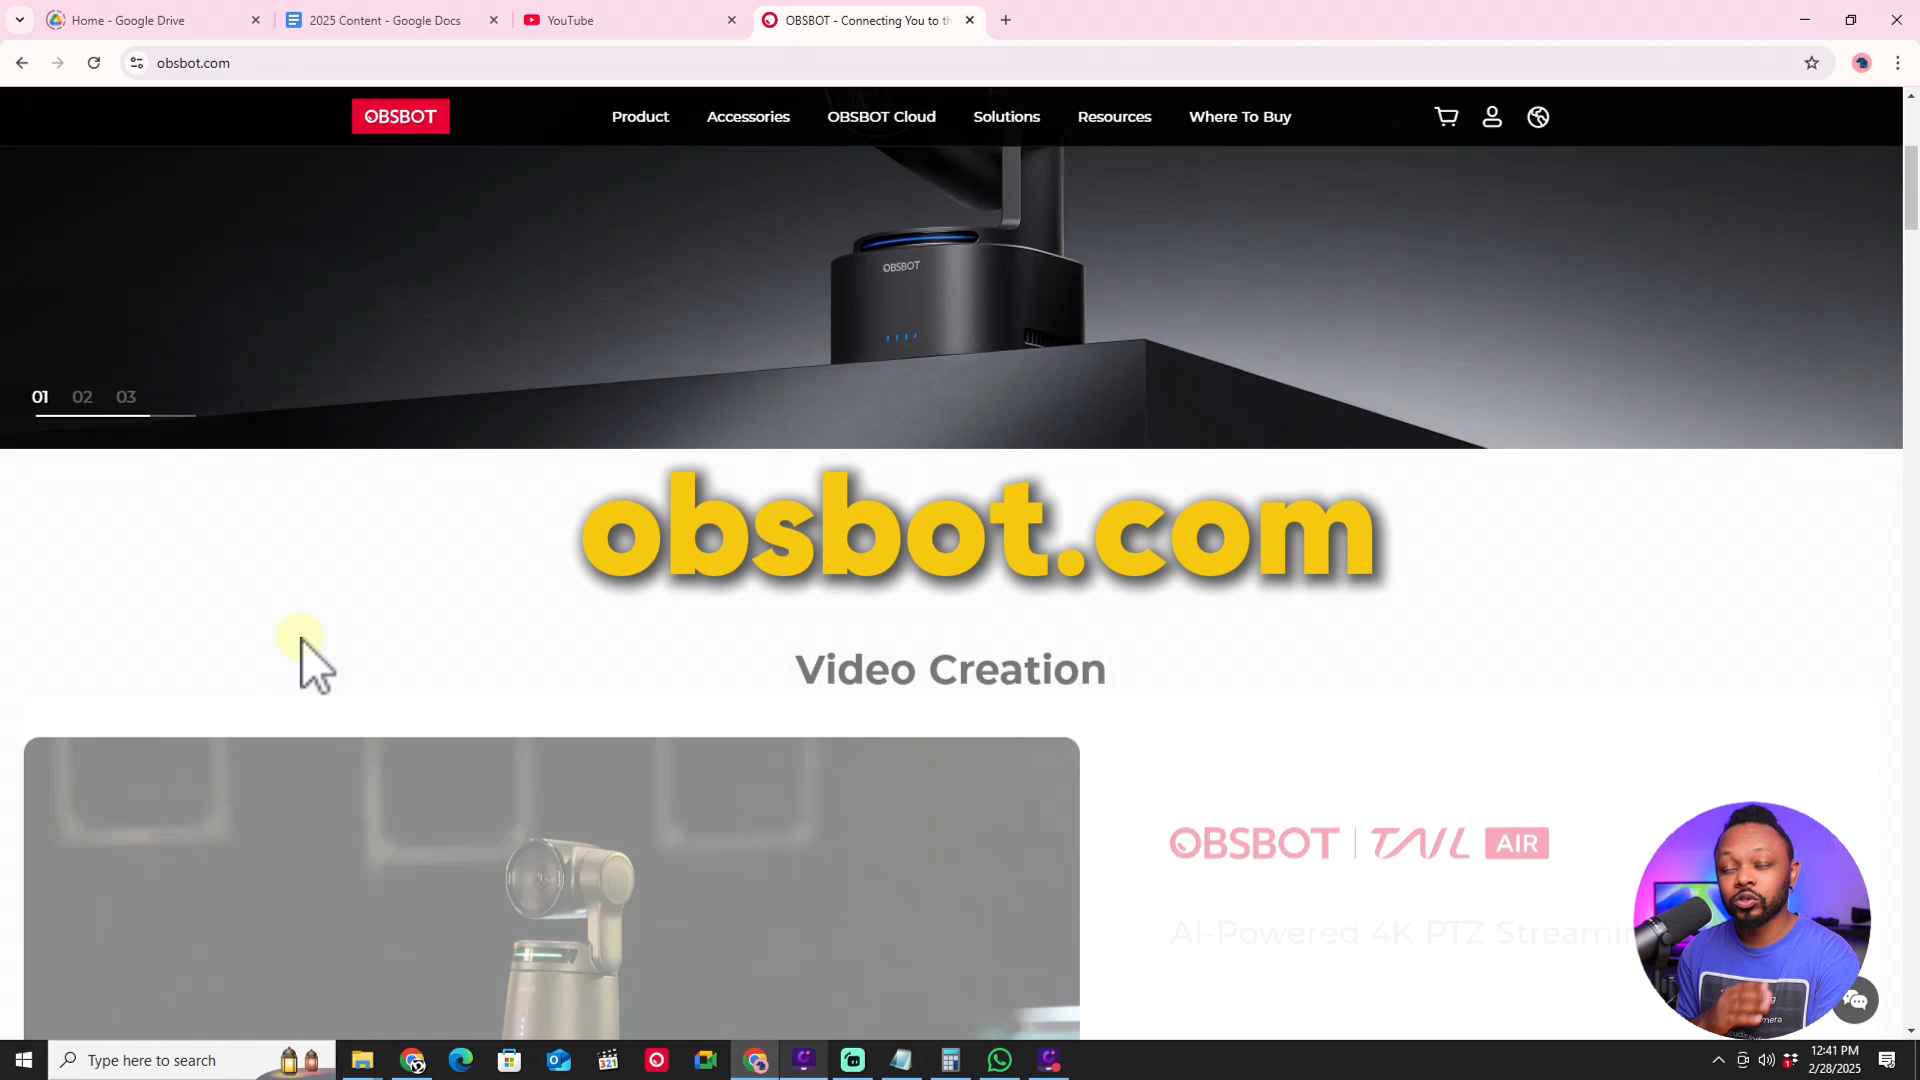 Home - Google Drive
2025 Content - Google Docs
YouTube
OBSBOT - Connecting You to th
obsbot.com
OBSBOT
Product
Accessories
OBSBOT Cloud
Solutions
Resources
Where To Buy
OBSBOT
01 02 03
obsbot.com
Video Creation
OBSBOT | TAIL AIR
AI-Powered 4K PTZ Streamin
Type here to search
321
12:41 PM
2/28/2025